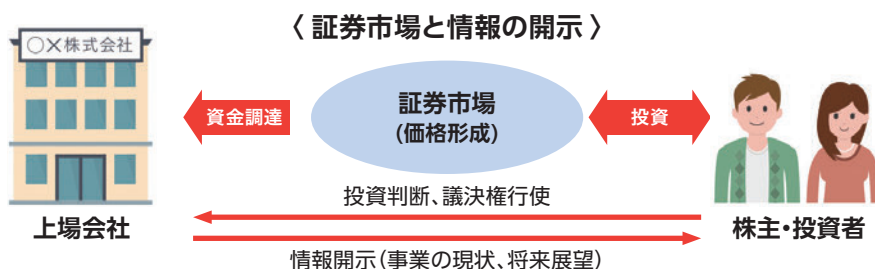 〈 証券市場と情報の開示 〉
○×株式会社
資金調達
証券市場
(価格形成)
投資
投資判断、議決権行使
上場会社
株主・投資者
情報開示(事業の現状、将来展望)